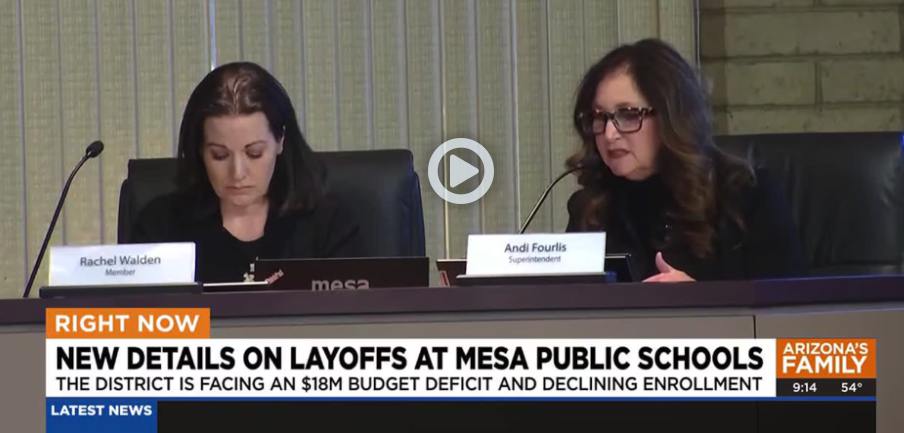 Rachel Walden
Member
mesa
Andi Fourlis
Superintendent
RIGHT NOW
NEW DETAILS ON LAYOFFS AT MESA PUBLIC SCHOOLS
THE DISTRICT IS FACING AN $18M BUDGET DEFICIT AND DECLINING ENROLLMENT
ARIZONA'S
FAMILY
9:14 54°
LATEST NEWS